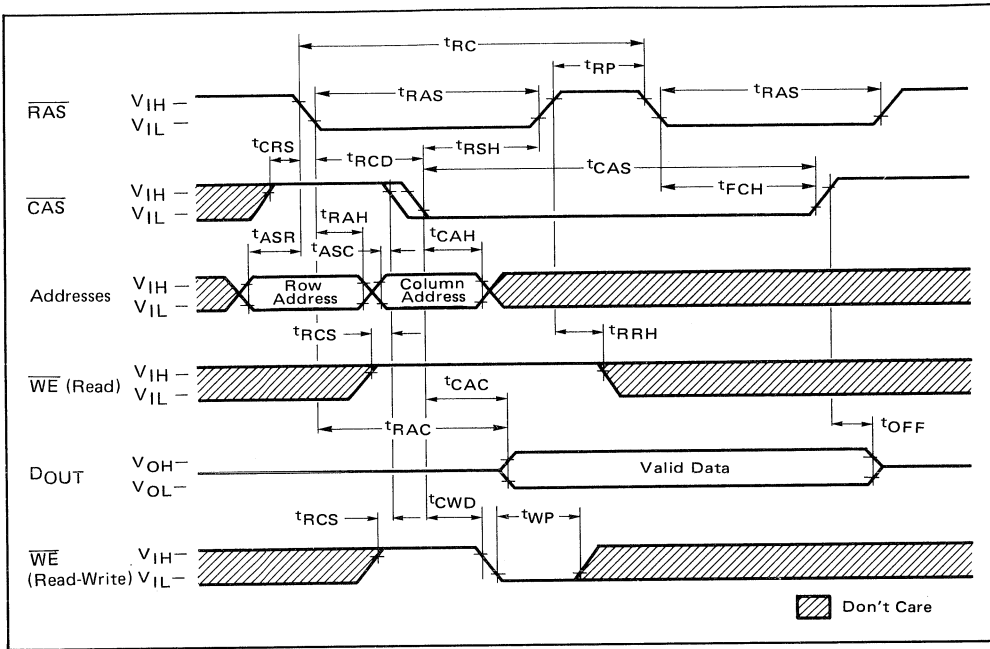 tRC
tRP
RAS
VIH
VIL
tRAS
tRAS
tCRS
tRCD
tRSH
tCAS
CAS
VIH
VIL
tFCH
tASR
tRAH
tASC
tCAH
Addresses
VIH
VIL
Row
Address
Column
Address
tRCS
tRRH
WE (Read)
VIH
VIL
tCAC
tRAC
tOFF
DOUT
VOH
VOL
Valid Data
tRCS
tCWD
tWP
WE
(Read-Write)
VIH
VIL
Don't Care